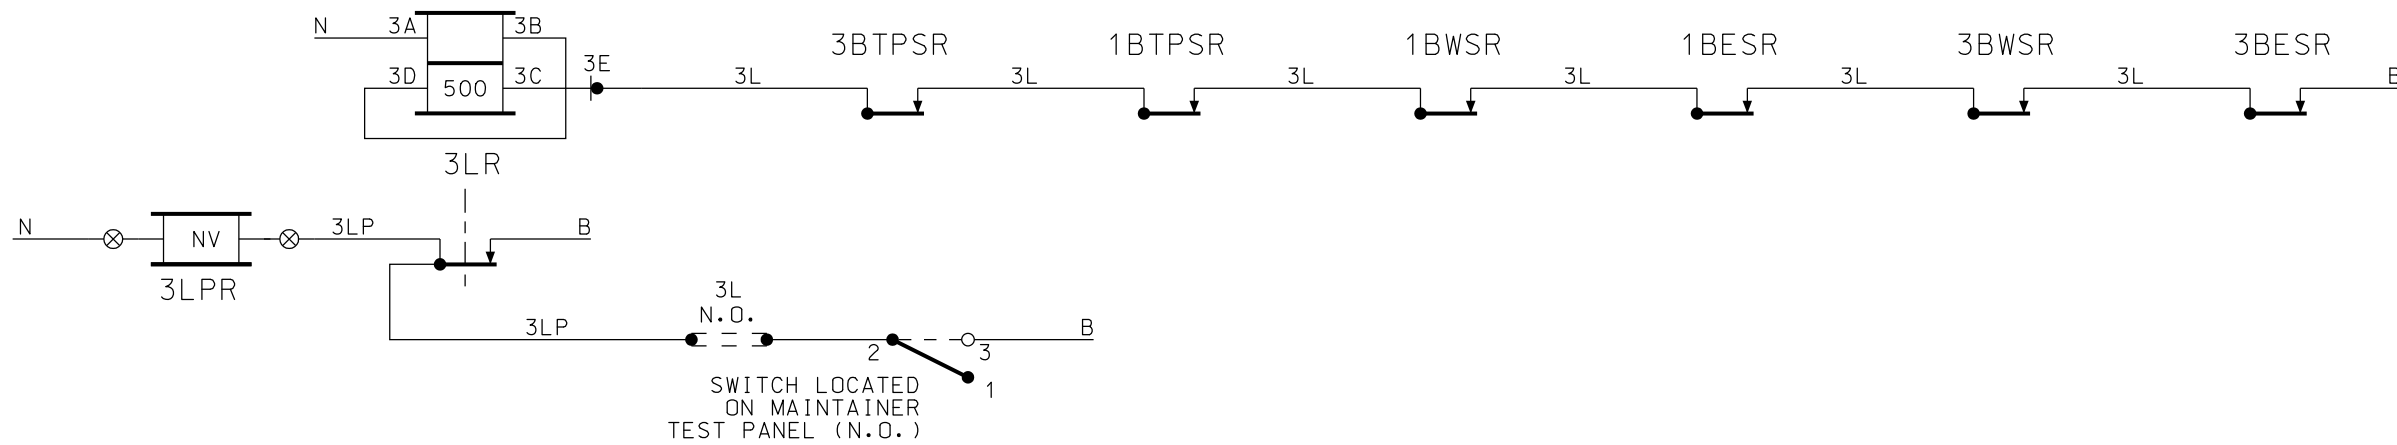 N 3A 3B
3BTPSR 1BTPSR 1BWSR 1BESR 3BWSR 3BESR
3D 500 3C 3E 3L 3L 3L 3L 3L 3L B
3LR
N NV 3LP B
3LPR
3L
N.O.
3LP 2 3 B
1
SWITCH LOCATED
ON MAINTAINER
TEST PANEL (N.O.)